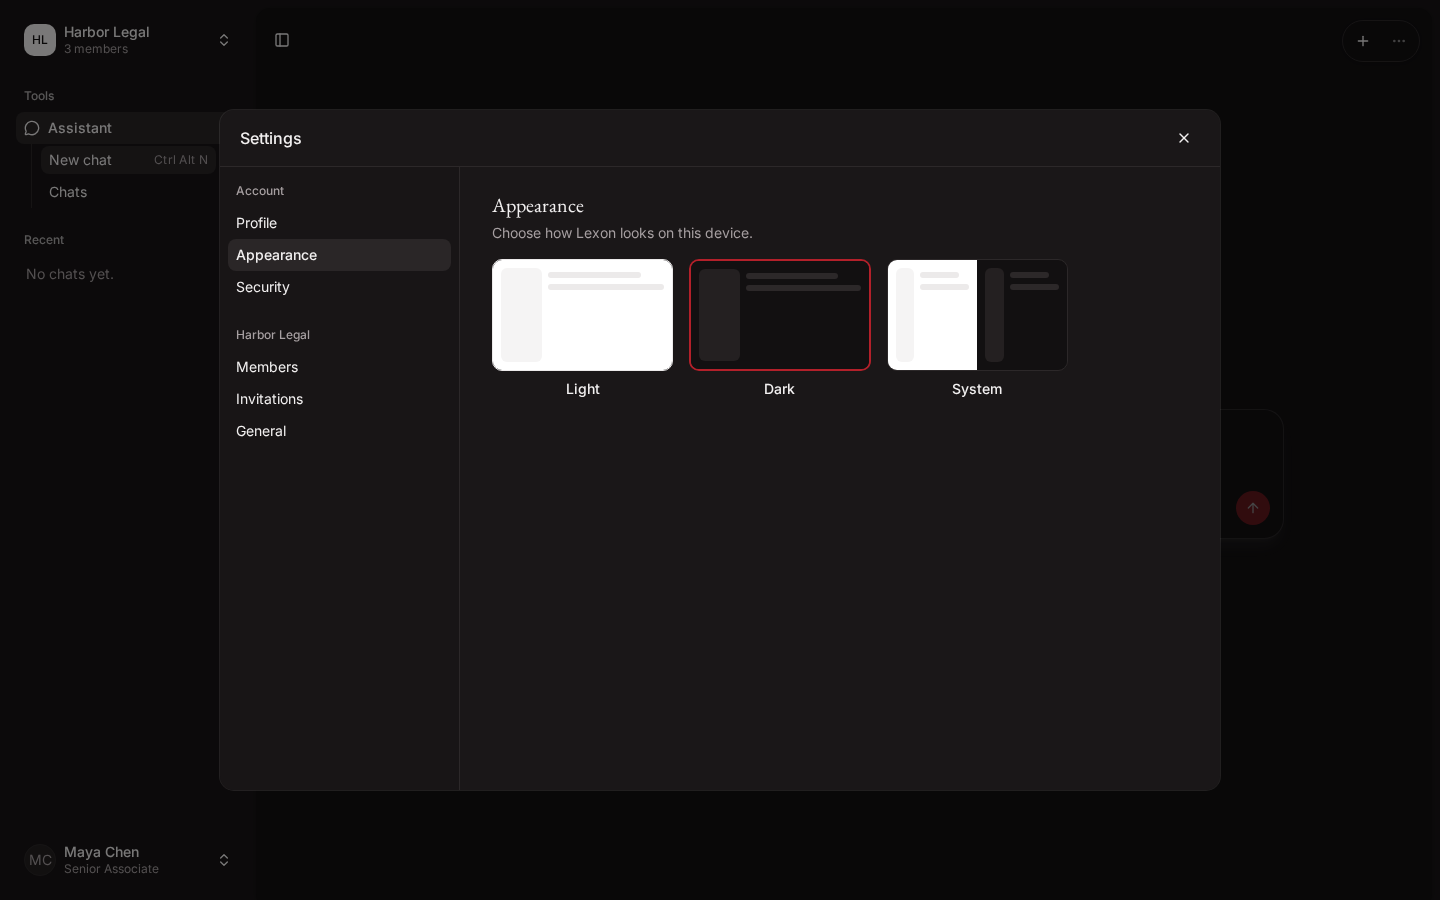 HL
Harbor Legal
3 members
Tools
Assistant
New chat
Ctrl Alt N
Chats
Recent
No chats yet.
MC
Maya Chen
Senior Associate
Settings
Account
Profile
Appearance
Security
Harbor Legal
Members
Invitations
General
Appearance
Choose how Lexon looks on this device.
Light
Dark
System